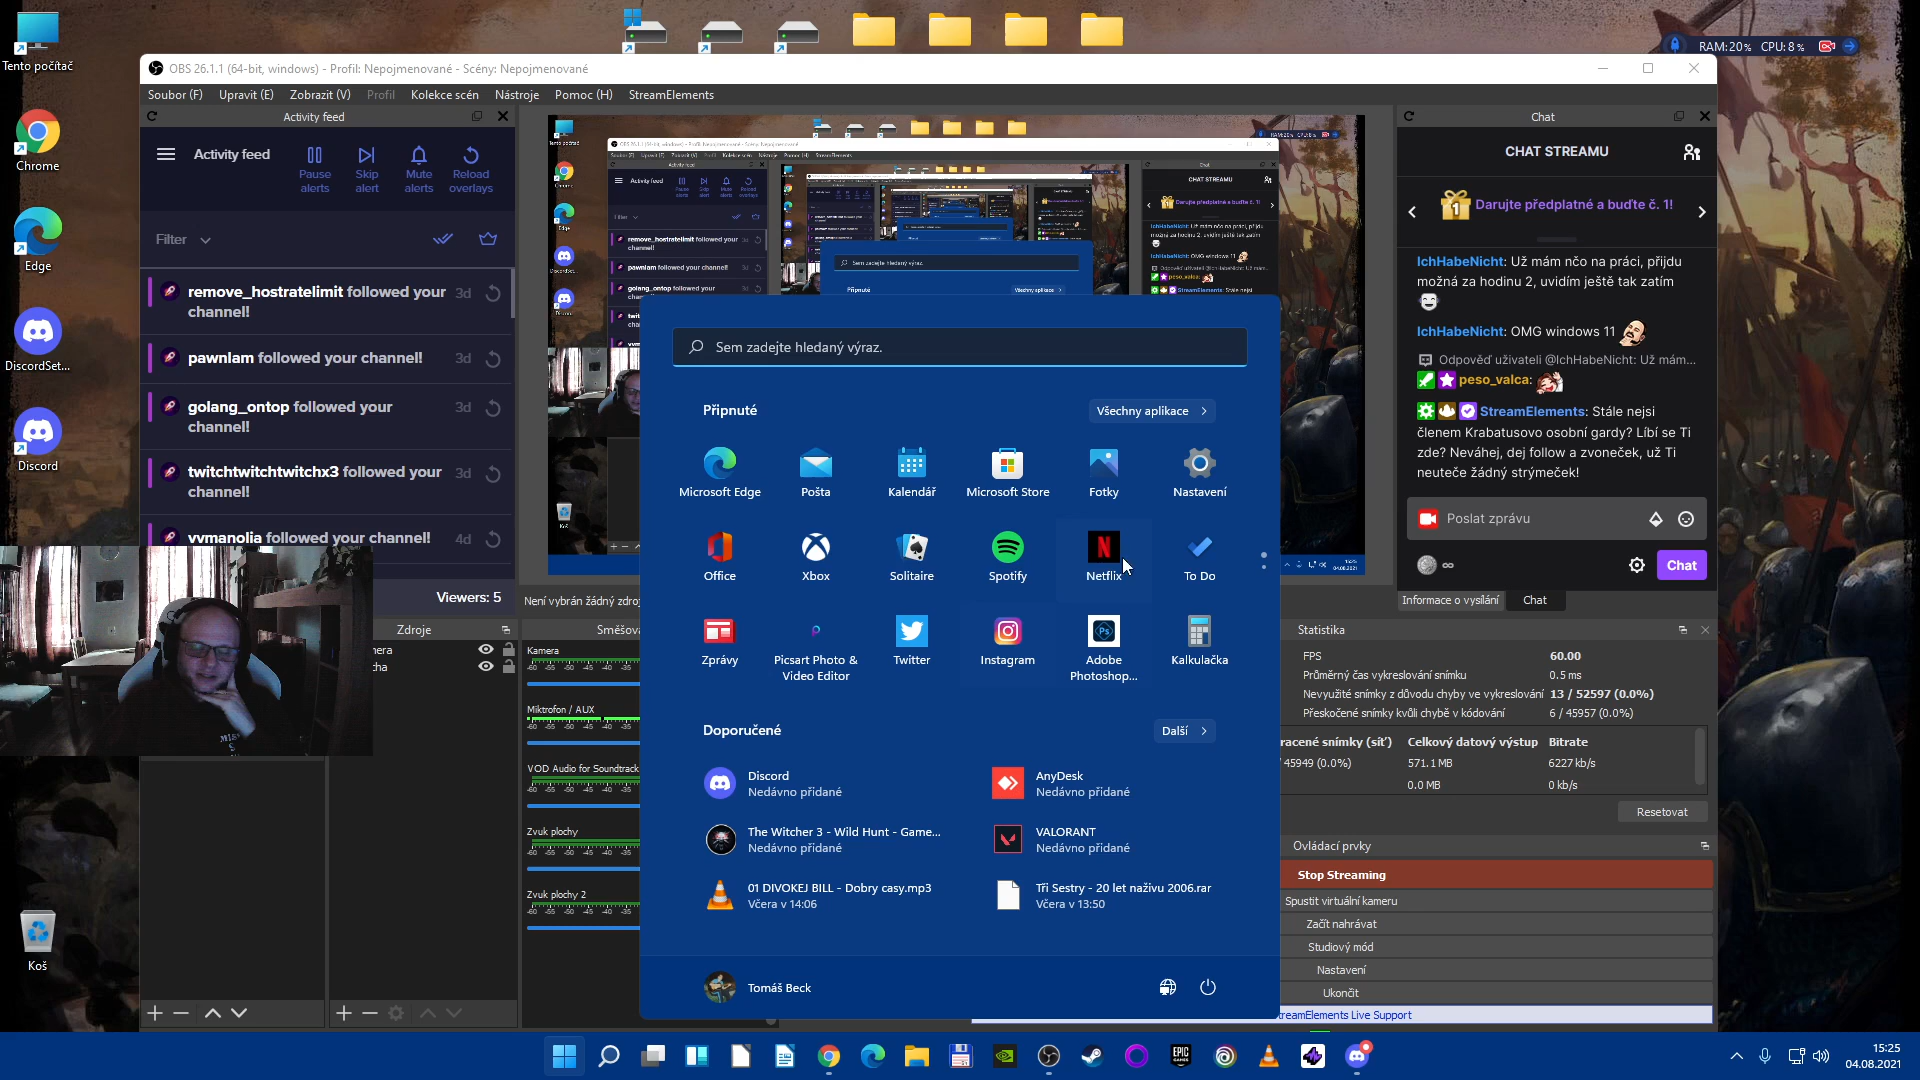 Tento počítač
Chrome
Edge
DiscordSet...
Discord
Koš
RAM: 20% CPU: 8%
OBS 26.1.1 (64-bit, windows) - Profil: Nepojmenované - Scény: Nepojmenované
Soubor (F) Upravit (E) Zobrazit (V) Profil Kolekce scén Nástroje Pomoc (H) StreamElements
Activity feed
Activity feed
Pause alerts
Skip alert
Mute alerts
Reload overlays
Filter
remove_hostratelimit followed your 3d
channel!
pawnlam followed your channel! 3d
golang_ontop followed your 3d
channel!
twitchtwitchtwitchx3 followed your 3d
channel!
vvmanolia followed your channel! 4d
Viewers: 5
Není vybrán žádný zdroj
Zdroje
Kamera
Mikrofon / AUX
VOD Audio for Soundtrack
Zvuk plochy
Zvuk plochy 2
Sem zadejte hledaný výraz.
Připnuté
Všechny aplikace
Microsoft Edge
Pošta
Kalendář
Microsoft Store
Fotky
Nastavení
Office
Xbox
Solitaire
Spotify
Netflix
To Do
Zprávy
Picsart Photo & Video Editor
Twitter
Instagram
Adobe Photoshop...
Kalkulačka
Doporučené
Další
Discord
Nedávno přidané
AnyDesk
Nedávno přidané
The Witcher 3 - Wild Hunt - Game...
Nedávno přidané
VALORANT
Nedávno přidané
01 DIVOKEJ BILL - Dobry casy.mp3
Včera v 14:06
Tři Sestry - 20 let naživu 2006.rar
Včera v 13:50
Tomáš Beck
Chat
CHAT STREAMU
Darujte předplatné a buďte č. 1!
IchHabeNicht: Už mám nčo na práci, přijdu
možná za hodinu 2, uvidím ještě tak zatím
IchHabeNicht: OMG windows 11
Odpověď uživateli @IchHabeNicht: Už mám...
peso_valca:
StreamElements: Stále nejsi
členem Krabatusovo osobní gardy? Líbí se Ti
zde? Neváhej, dej follow a zvoneček, už Ti
neuteče žádný strýmeček!
Poslat zprávu
Chat
Informace o vysílání Chat
Statistika
FPS 60.00
Průměrný čas vykreslování snímku 0.5 ms
Nevyužité snímky z důvodu chyby ve vykreslování 13 / 52597 (0.0%)
Přeskočené snímky kvůli chybě v kódování 6 / 45957 (0.0%)
racené snímky (síť) Celkový datový výstup Bitrate
45949 (0.0%) 571.1 MB 6227 kb/s
0.0 MB 0 kb/s
Resetovat
Ovládací prvky
Stop Streaming
Spustit virtuální kameru
Začít nahrávat
Studiový mód
Nastavení
Ukončit
treamElements Live Support
15:25
04.08.2021